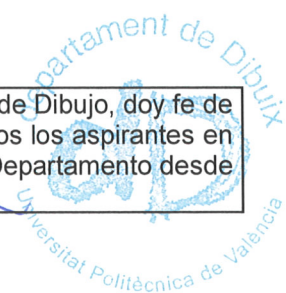 de Dibujo, doy fe de
os los aspirantes en
Departamento desde
Departament de Dibuix
Universitat Politècnica de València